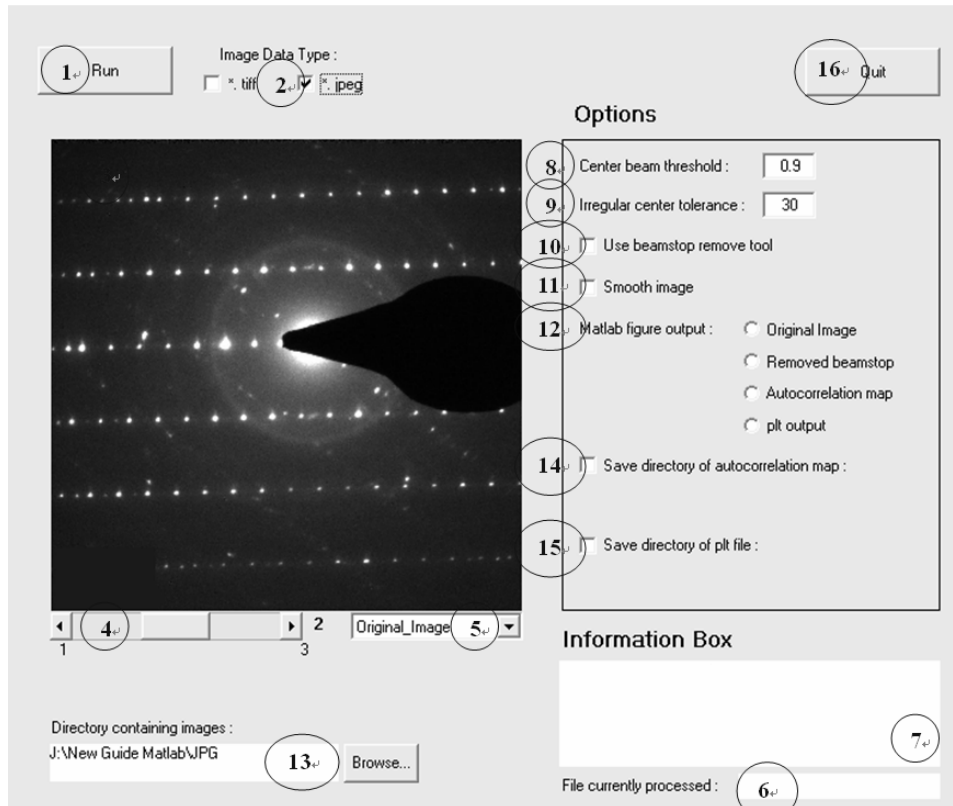 1 Run
Image Data Type :
*. tiff 2 *. jpeg
16 Quit
Options
8 Center beam threshold : 0.9
9 Irregular center tolerance : 30
10 Use beamstop remove tool
11 Smooth image
12 Matlab figure output : Original Image
Removed beamstop
Autocorrelation map
plt output
14 Save directory of autocorrelation map :
15 Save directory of plt file :
4 2 Original_Image 5
1 3
Information Box
7
Directory containing images :
J:\New Guide Matlab\JPG 13 Browse...
File currently processed : 6